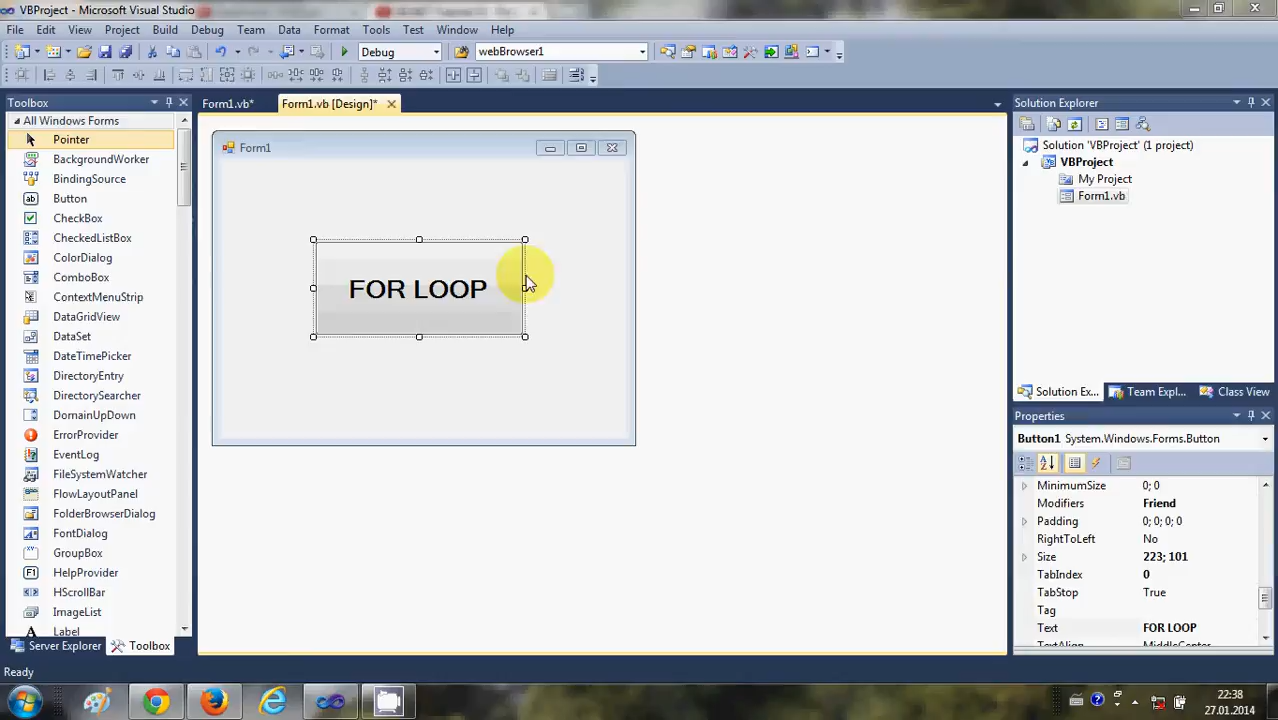 VBProject - Microsoft Visual Studio
File Edit View Project Build Debug Team Data Format Tools Test Window Help
Debug webBrowser1
Toolbox
Form1.vb* Form1.vb [Design]*
Solution Explorer
All Windows Forms
Pointer
BackgroundWorker
BindingSource
Button
CheckBox
CheckedListBox
ColorDialog
ComboBox
ContextMenuStrip
DataGridView
DataSet
DateTimePicker
DirectoryEntry
DirectorySearcher
DomainUpDown
ErrorProvider
EventLog
FileSystemWatcher
FlowLayoutPanel
FolderBrowserDialog
FontDialog
GroupBox
HelpProvider
HScrollBar
ImageList
Label
Server Explorer Toolbox
Form1
FOR LOOP
Solution 'VBProject' (1 project)
VBProject
My Project
Form1.vb
Solution Ex... Team Expl... Class View
Properties
Button1 System.Windows.Forms.Button
MinimumSize 0; 0
Modifiers Friend
Padding 0; 0; 0; 0
RightToLeft No
Size 223; 101
TabIndex 0
TabStop True
Tag
Text FOR LOOP
TextAlign MiddleCenter
Ready
22:38
27.01.2014